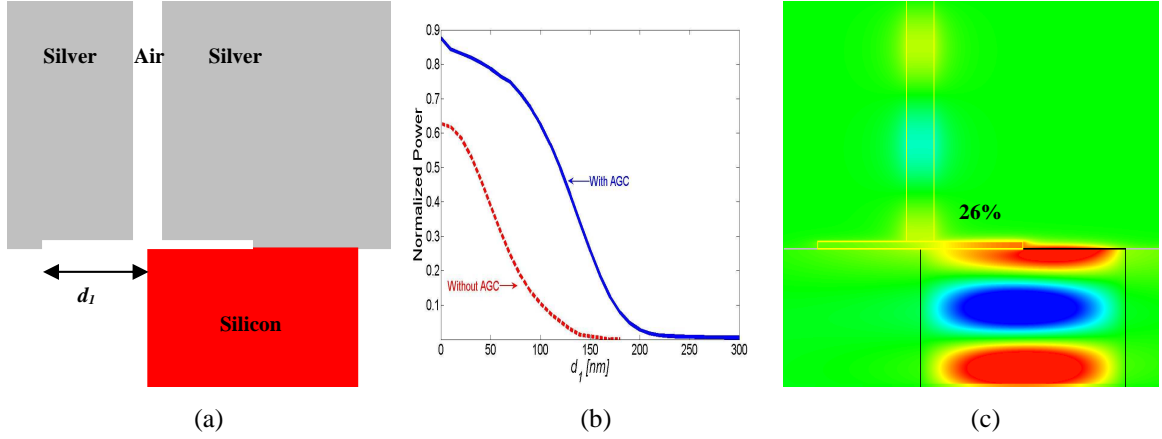 Silver Air Silver
d1
Silicon
(a)
Normalized Power
0.9
0.8
0.7
0.6
0.5
0.4
0.3
0.2
0.1
With AGC
Without AGC
0 50 100 150 200 250 300
d1 [nm]
(b)
26%
(c)